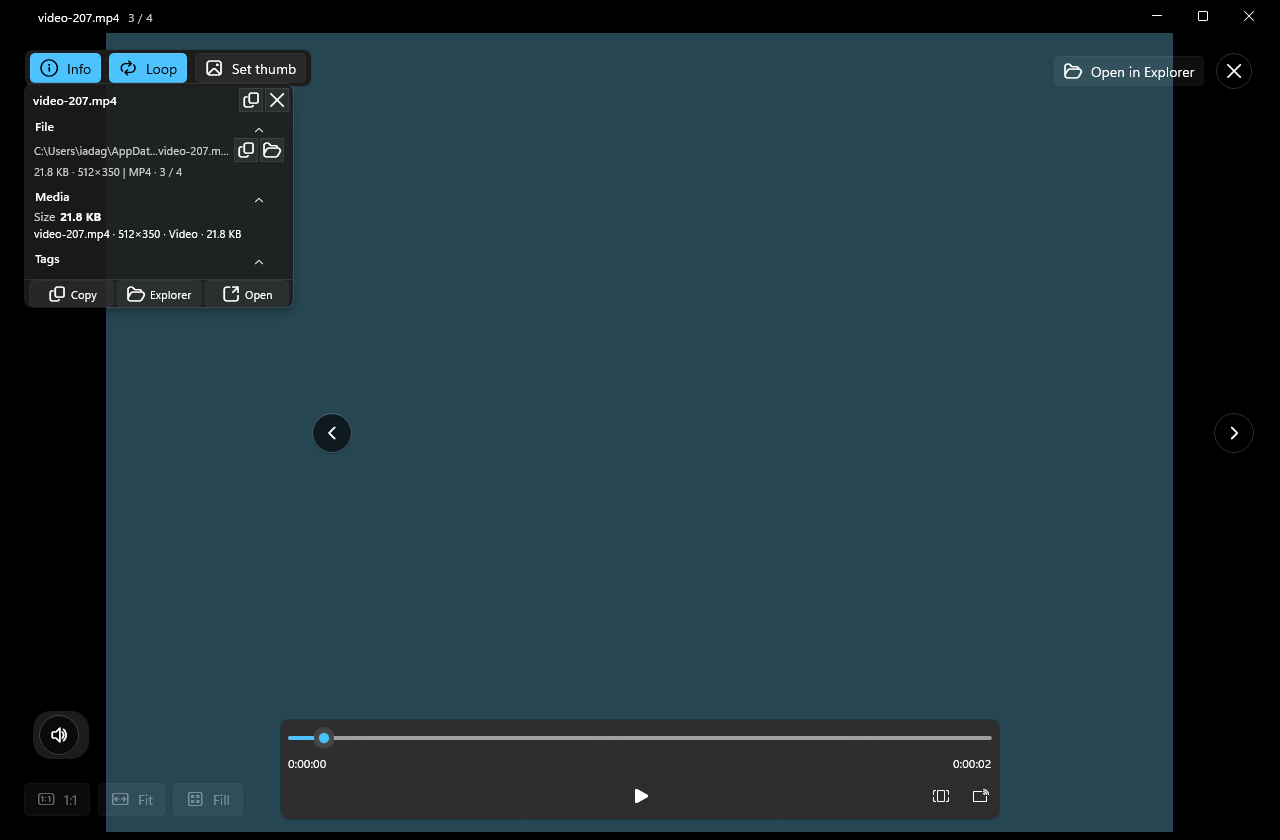 video-207.mp4 3 / 4
Info Loop Set thumb
Open in Explorer
video-207.mp4
File
C:\Users\iadag\AppDat...video-207.m...
21.8 KB · 512×350 | MP4 · 3 / 4
Media
Size 21.8 KB
video-207.mp4 · 512×350 · Video · 21.8 KB
Tags
Copy Explorer Open
0:00:00 0:00:02
1:1 1:1 Fit Fill